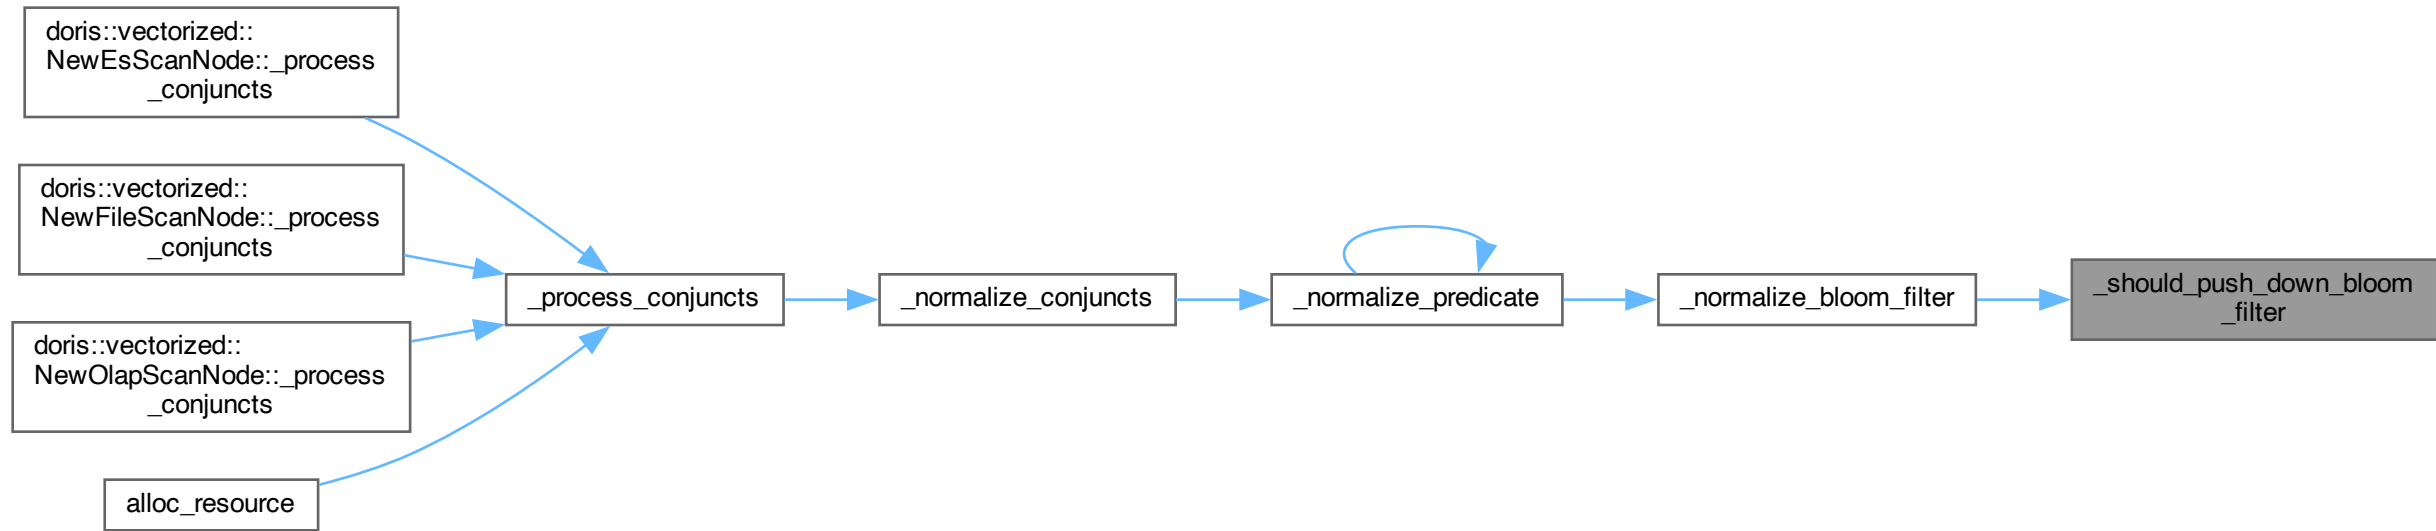 doris::vectorized::
NewEsScanNode::_process
_conjuncts
doris::vectorized::
NewFileScanNode::_process
_conjuncts
doris::vectorized::
NewOlapScanNode::_process
_conjuncts
alloc_resource
_process_conjuncts
_normalize_conjuncts
_normalize_predicate
_normalize_bloom_filter
_should_push_down_bloom
_filter